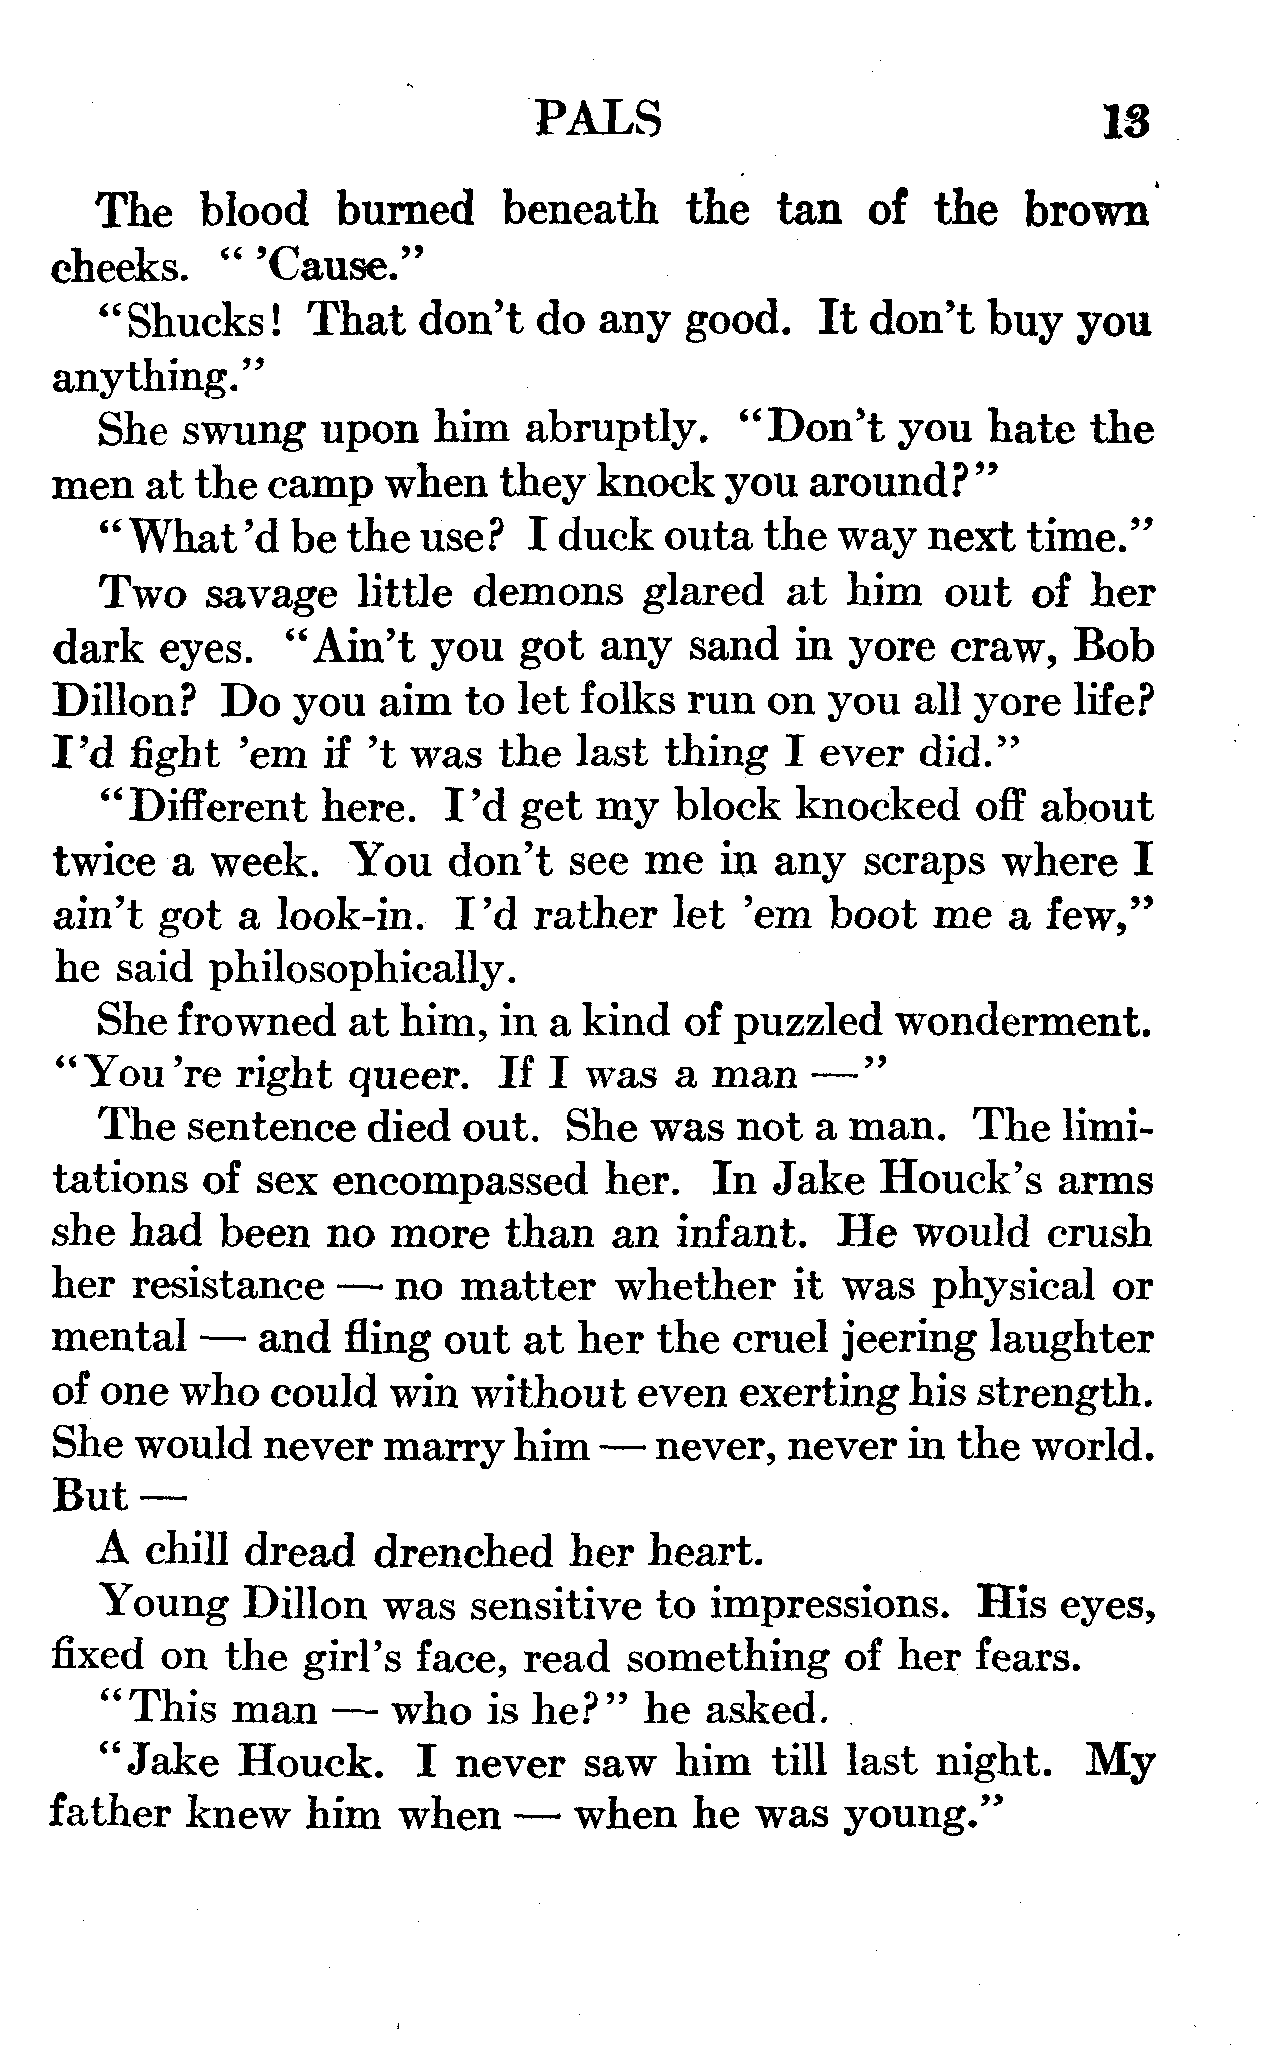 PALS 13
The blood burned beneath the tan of the brown
cheeks. “ ’Cause.”
“Shucks! That don’t do any good. It don’t buy you
anything.”
She swung upon him abruptly. “Don’t you hate the
men at the camp when they knock you around?”
“What ’d be the use? I duck outa the way next time.”
Two savage little demons glared at him out of her
dark eyes. “Ain’t you got any sand in yore craw, Bob
Dillon? Do you aim to let folks run on you all yore life?
I ’d fight ’em if ’t was the last thing I ever did.”
“Different here. I ’d get my block knocked off about
twice a week. You don’t see me in any scraps where I
ain’t got a look-in. I ’d rather let ’em boot me a few,”
he said philosophically.
She frowned at him, in a kind of puzzled wonderment.
“You ’re right queer. If I was a man —”
The sentence died out. She was not a man. The limi-
tations of sex encompassed her. In Jake Houck’s arms
she had been no more than an infant. He would crush
her resistance — no matter whether it was physical or
mental — and fling out at her the cruel jeering laughter
of one who could win without even exerting his strength.
She would never marry him — never, never in the world.
But —
A chill dread drenched her heart.
Young Dillon was sensitive to impressions. His eyes,
fixed on the girl’s face, read something of her fears.
“This man — who is he?” he asked.
“Jake Houck. I never saw him till last night. My
father knew him when — when he was young.”